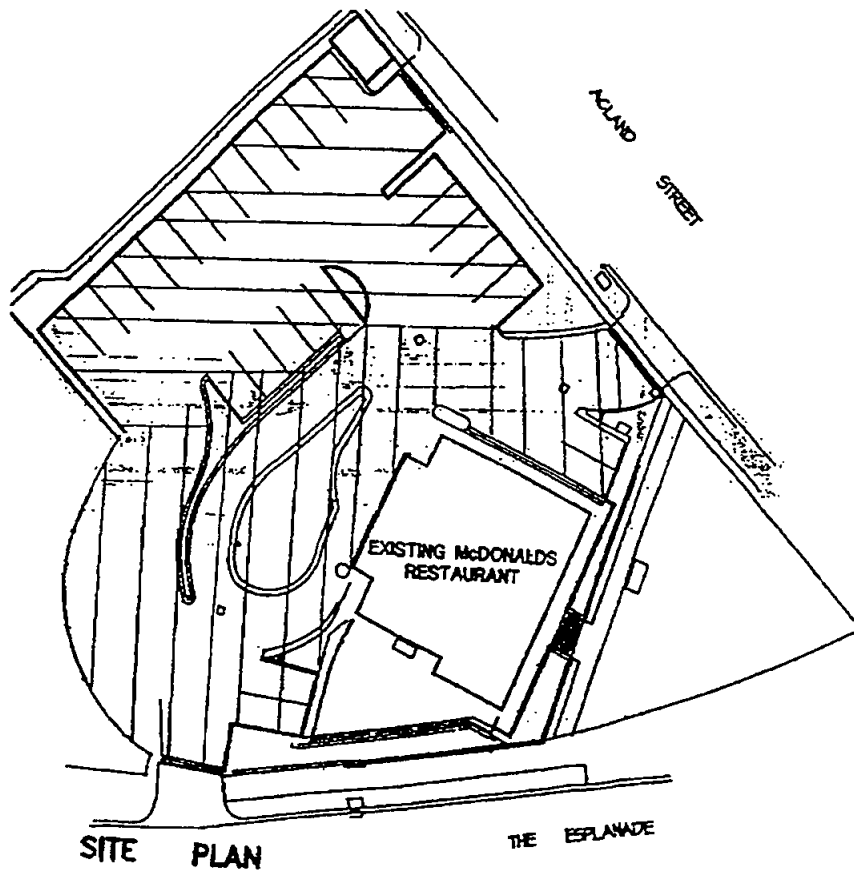 ACLAND
STREET
EXISTING McDONALDS
RESTAURANT
THE ESPLANADE
SITE PLAN